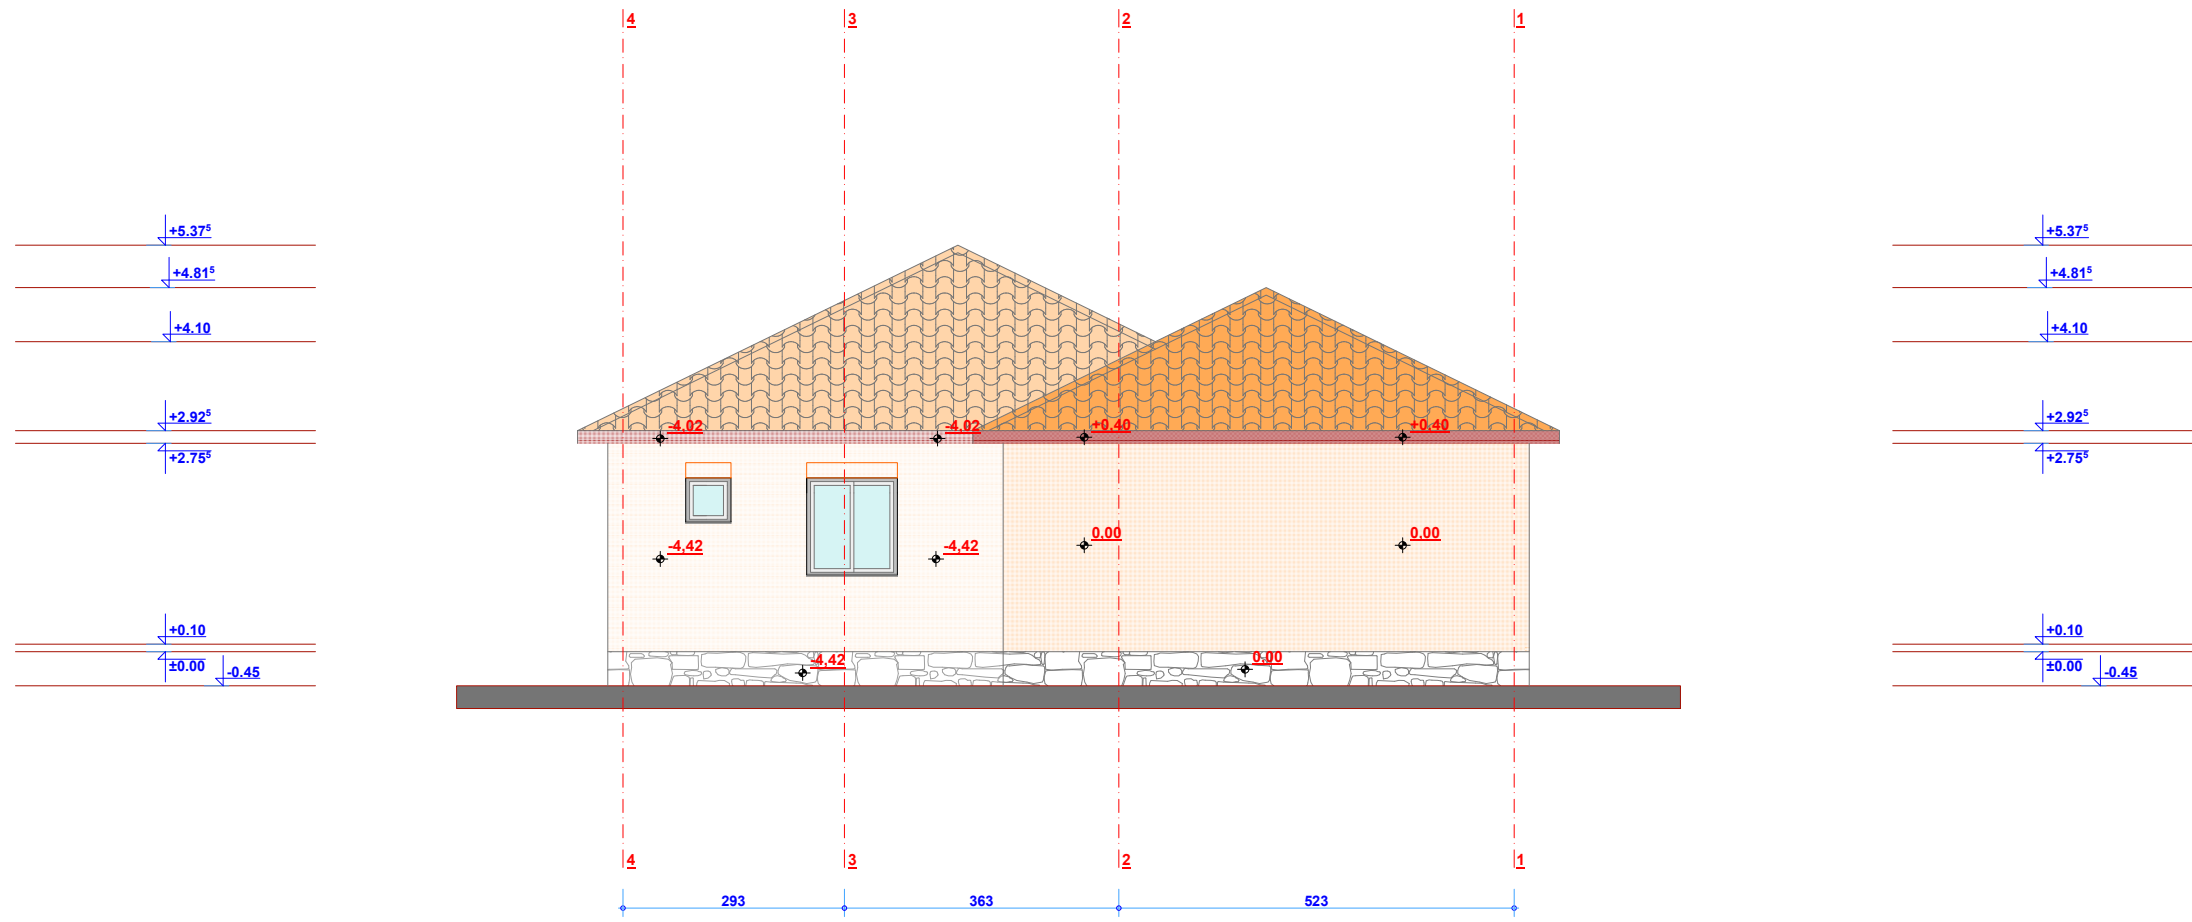 4 3 2 1
+5.37⁵ +5.37⁵
+4.81⁵ +4.81⁵
+4.10 +4.10
+2.92⁵ -4,02 -4,02 +0,40 +0,40 +2.92⁵
+2.75⁵ +2.75⁵
-4,42 -4,42 0,00 0,00
+0.10 +0.10
±0.00 -0.45 -4,42 0,00 ±0.00 -0.45
4 3 2 1
293 363 523